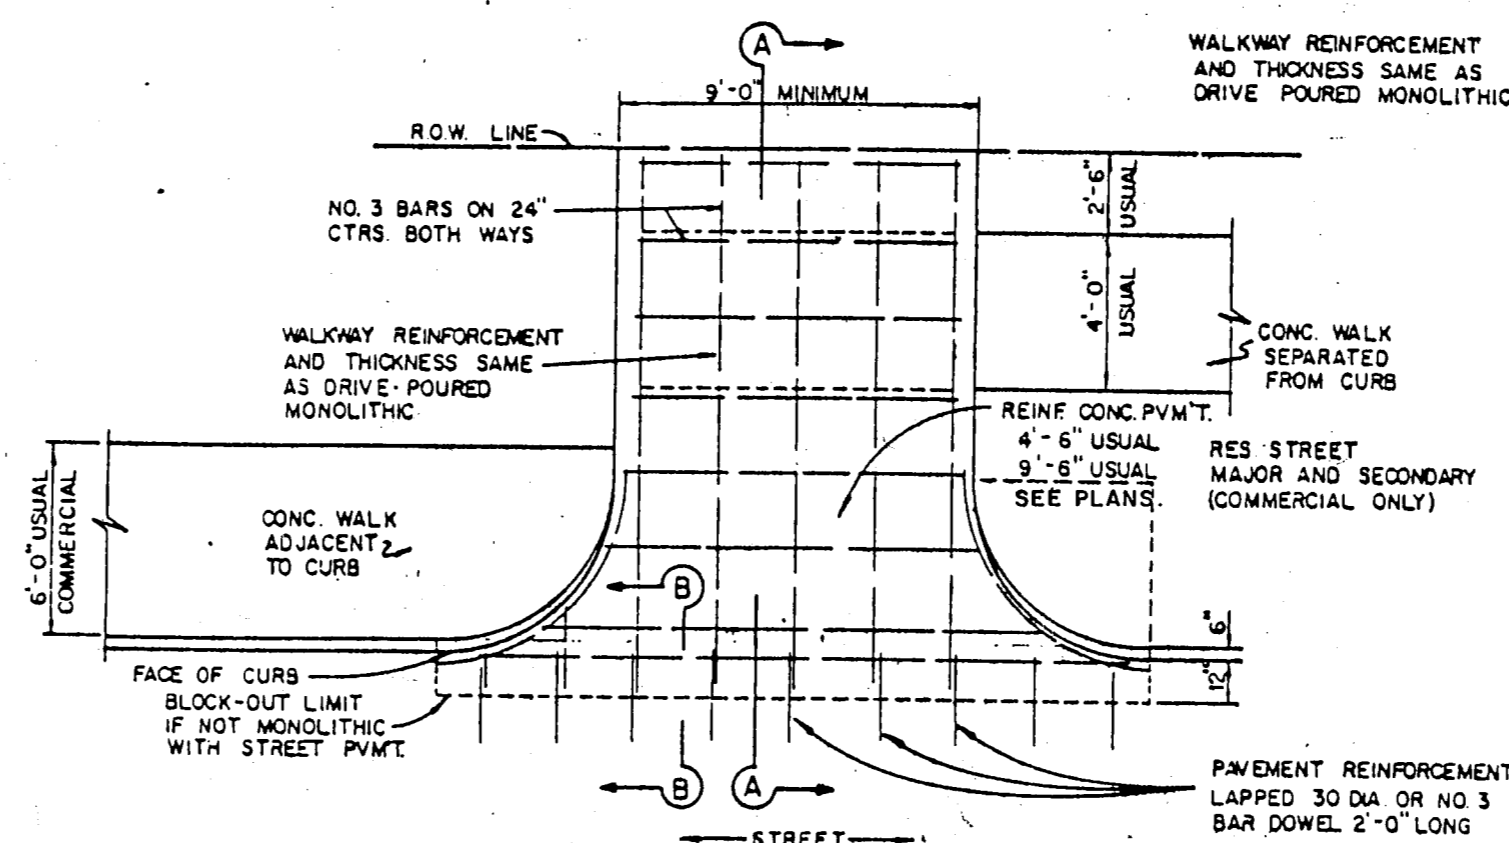 A
WALKWAY REINFORCEMENT
AND THICKNESS SAME AS
DRIVE POURED MONOLITHIC
9'-0" MINIMUM
R.O.W. LINE
NO. 3 BARS ON 24"
CTRS. BOTH WAYS
2'-6"
USUAL
4'-0"
USUAL
WALKWAY REINFORCEMENT
AND THICKNESS SAME
AS DRIVE-POURED
MONOLITHIC
CONC. WALK
SEPARATED
FROM CURB
REINF. CONC. PVM'T.
4'-6" USUAL
9'-6" USUAL
SEE PLANS.
RES. STREET
MAJOR AND SECONDARY
(COMMERCIAL ONLY)
6'-0" USUAL
COMMERCIAL
CONC. WALK
ADJACENT
TO CURB
B
6"
12"
FACE OF CURB
BLOCK-OUT LIMIT
IF NOT MONOLITHIC
WITH STREET PVMT.
B
A
PAVEMENT REINFORCEMENT
LAPPED 30 DIA. OR NO. 3
BAR DOWEL 2'-0" LONG
STREET